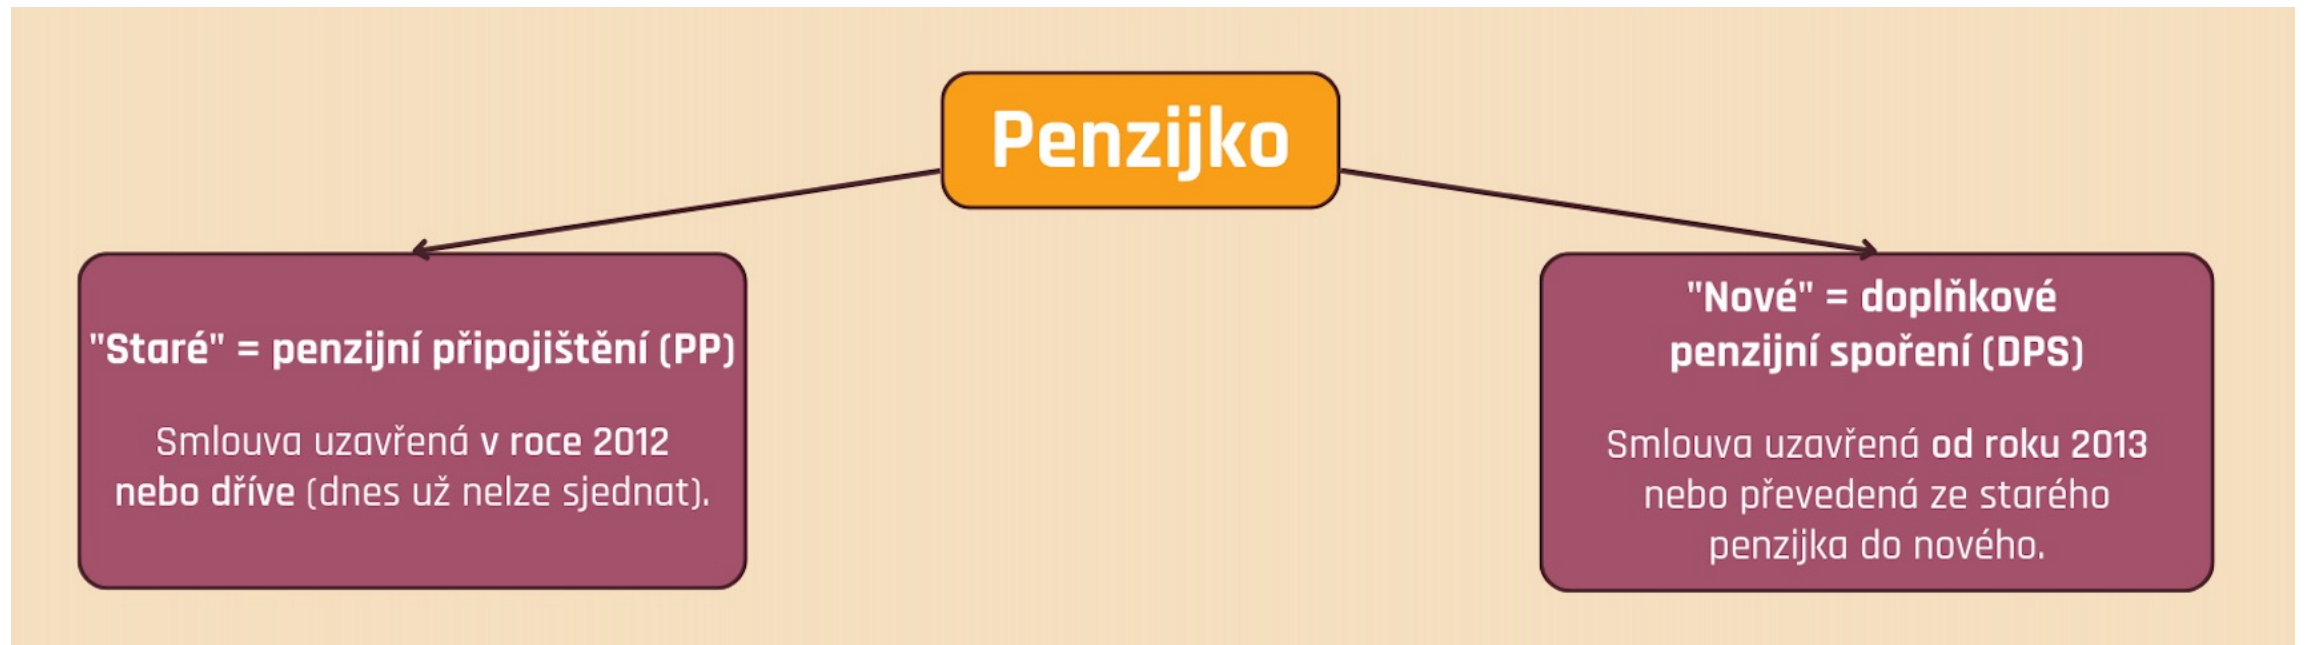 Penzijko
"Staré" = penzijní připojištění (PP)
Smlouva uzavřená v roce 2012
nebo dříve (dnes už nelze sjednat).
"Nové" = doplňkové
penzijní spoření (DPS)
Smlouva uzavřená od roku 2013
nebo převedená ze starého
penzijka do nového.